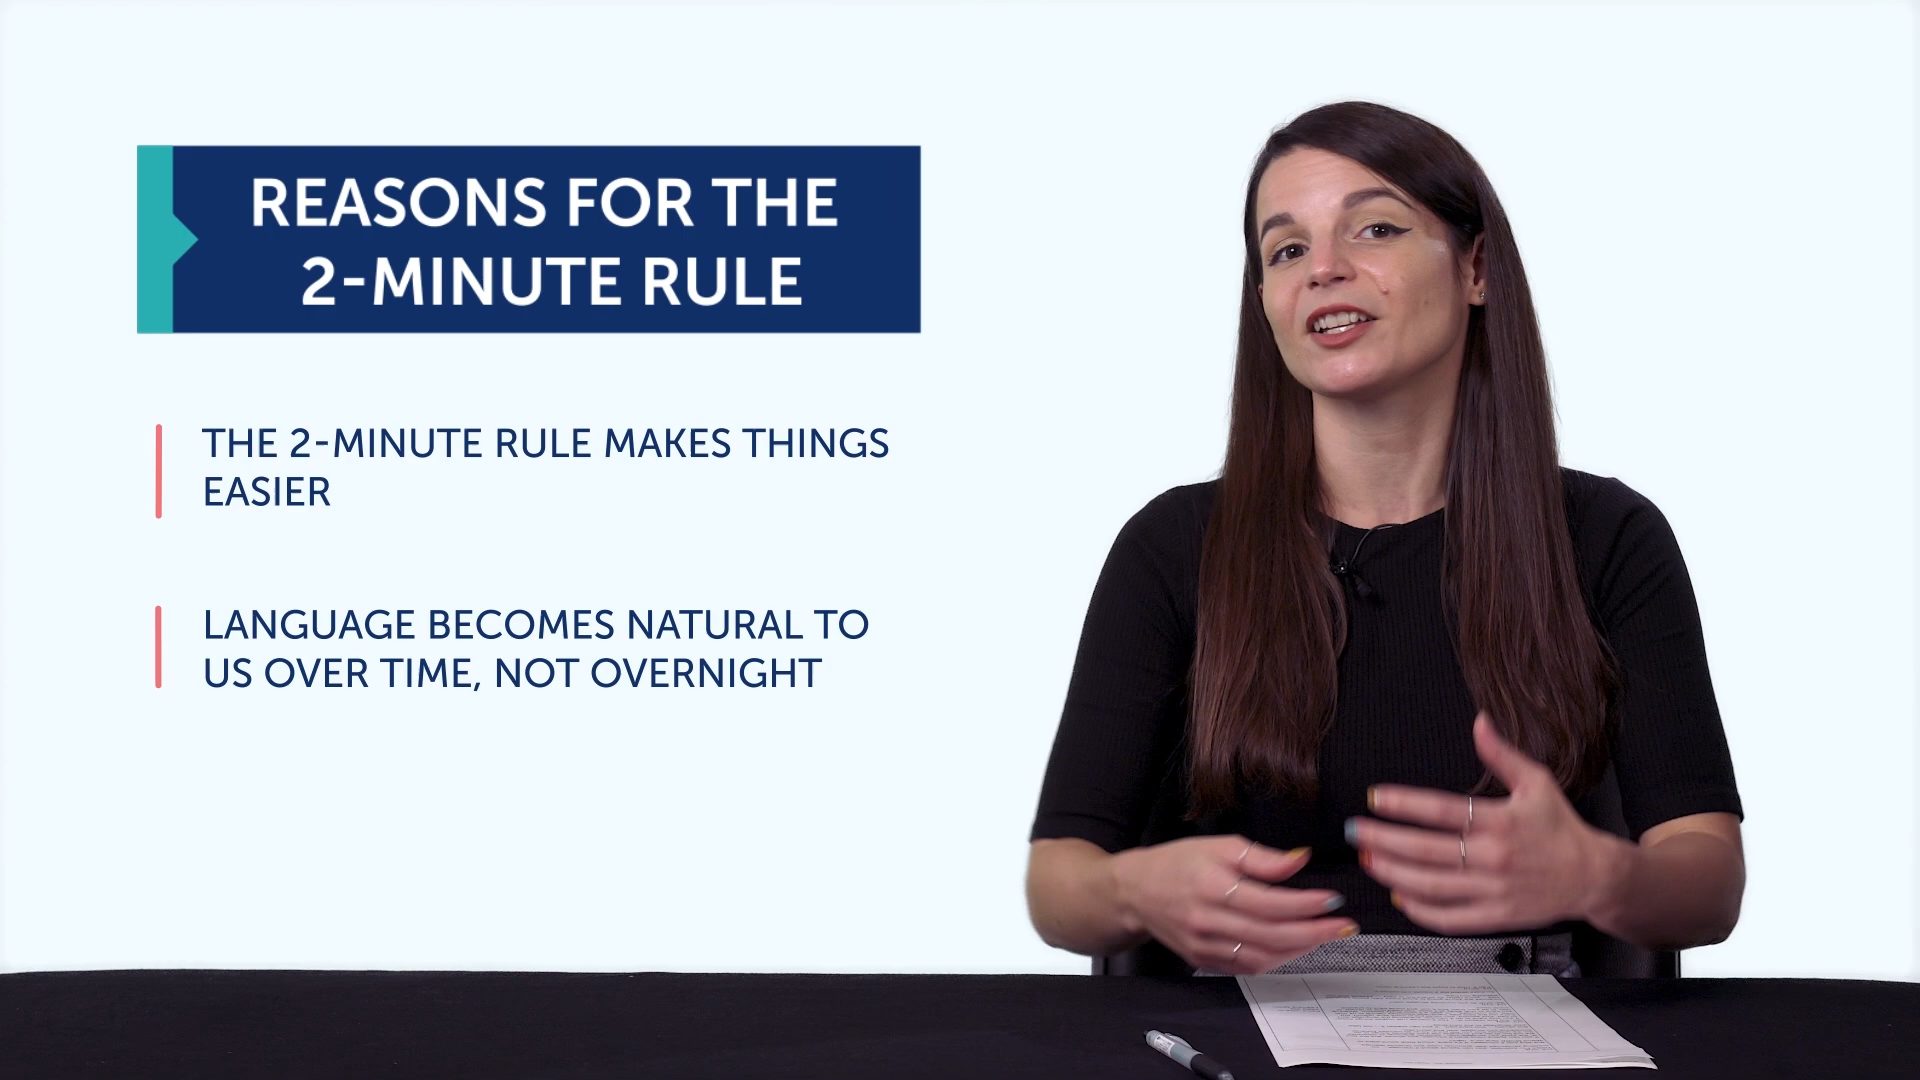 REASONS FOR THE
2-MINUTE RULE
THE 2-MINUTE RULE MAKES THINGS
EASIER
LANGUAGE BECOMES NATURAL TO
US OVER TIME, NOT OVERNIGHT